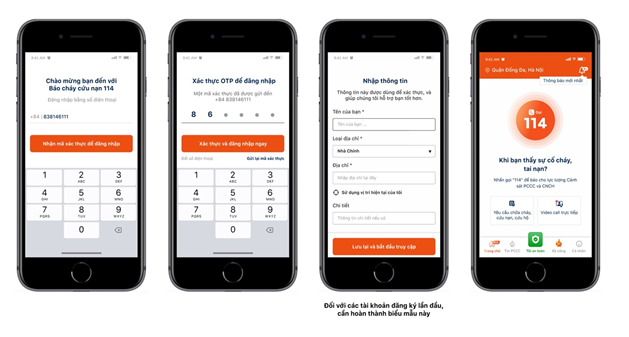 9:41 AM
Chào mừng bạn đến với
Báo cháy cứu nạn 114
Đăng nhập bằng số điện thoại
+84 | 838146111
Nhận mã xác thực để đăng nhập
1
2
ABC
3
DEF
4
GHI
5
JKL
6
MNO
7
PQRS
8
TUV
9
WXYZ
0
9:41 AM
Xác thực OTP để đăng nhập
Một mã xác thực đã được gửi đến
+84 838146111
8 6
Xác thực và đăng nhập ngay
Đổi số điện thoại
Gửi lại mã xác thực
1
2
ABC
3
DEF
4
GHI
5
JKL
6
MNO
7
PQRS
8
TUV
9
WXYZ
0
9:41 AM
Nhập thông tin
Thông tin này được dùng để xác thực, và
giúp chúng tôi hỗ trợ bạn tốt hơn.
Tên của bạn *
Tên của bạn ...
Loại địa chỉ *
Nhà Chính
Địa chỉ *
Nhập địa chỉ tại đây
Sử dụng vị trí hiện tại của tôi
Chi tiết
Thông tin chi tiết nếu có
Lưu lại và bắt đầu truy cập
Đối với các tài khoản đăng ký lần đầu,
cần hoàn thành biểu mẫu này
9:41 AM
Quận Đống Đa, Hà Nội
Thông báo mới nhất
Gọi
114
Khi bạn thấy sự cố cháy,
tai nạn?
Nhấn gọi "114" để báo cho lực lượng Cảnh
sát PCCC và CNCH
Yêu cầu chữa cháy,
cứu nạn, cứu hộ
Video call trực tiếp
Trang chủ
Tin PCCC
Tôi an toàn
Kỹ năng
Cá nhân